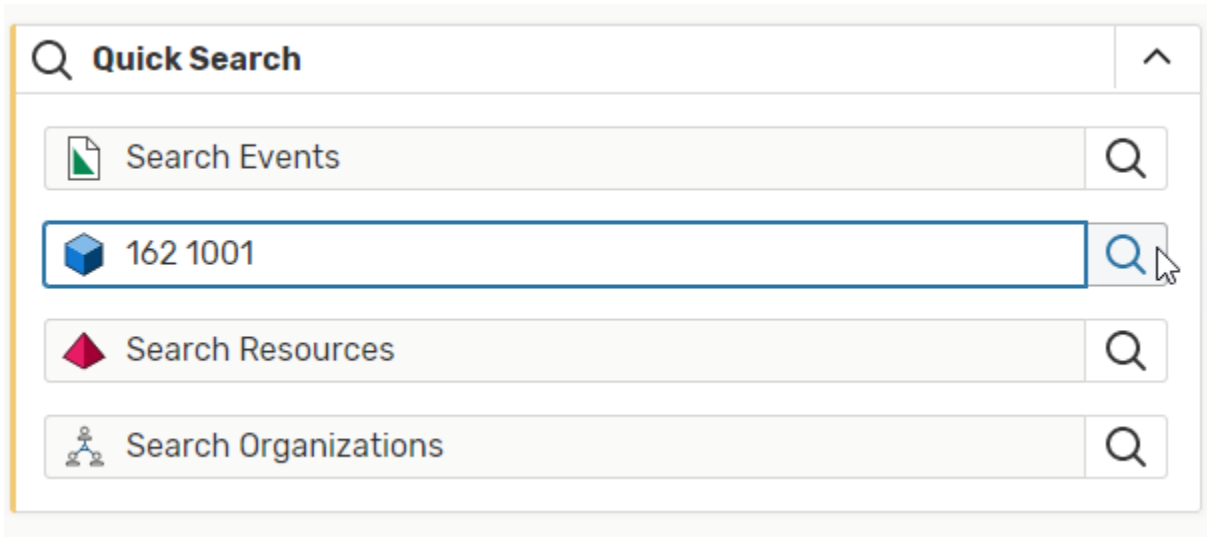 Quick Search
Search Events
162 1001
Search Resources
Search Organizations